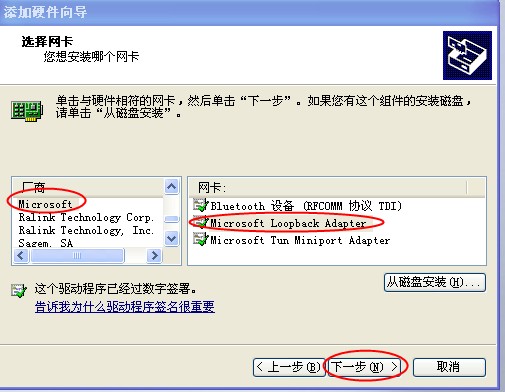 添加硬件向导
选择网卡
您想安装哪个网卡
单击与硬件相符的网卡，然后单击“下一步”。如果您有这个组件的安装磁盘，
请单击“从磁盘安装”。
厂商
Microsoft
Ralink Technology Corp.
Ralink Technology, Inc.
Sagem. SA
网卡:
Bluetooth 设备 (RFCOMM 协议 TDI)
Microsoft Loopback Adapter
Microsoft Tun Miniport Adapter
这个驱动程序已经过数字签署。
告诉我为什么驱动程序签名很重要
从磁盘安装(H)...
< 上一步(B)
下一步(N) >
取消